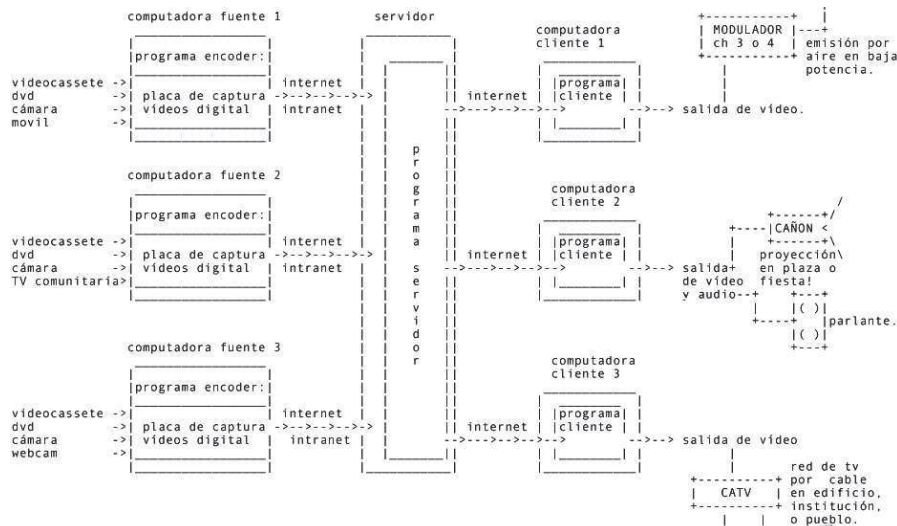 computadora fuente 1
programa encoder:
videocassete ->
dvd ->
cámara ->
movil ->
placa de captura
vídeos digital
internet
->-->-->-->-->
intranet
servidor
programa servidor
internet
-->-->-->-->-->
computadora
cliente 1
programa
cliente
-->--> salida de vídeo.
MODULADOR
ch 3 o 4
emisión por
aire en baja
potencia.
computadora fuente 2
programa encoder:
videocassete ->
dvd ->
cámara ->
TV comunitaria>
placa de captura
vídeos digital
internet
->-->-->-->-->
intranet
internet
-->-->-->-->-->
computadora
cliente 2
programa
cliente
-->--> salida
de vídeo
y audio
CAÑON <
proyección
en plaza o
fiesta!
( )
( )
parlante.
computadora fuente 3
programa encoder:
videocassete ->
dvd ->
cámara ->
webcam ->
placa de captura
vídeos digital
internet
->-->-->-->-->
intranet
internet
-->-->-->-->-->
computadora
cliente 3
programa
cliente
-->--> salida de vídeo
CATV
red de tv
por cable
en edificio,
institución,
o pueblo.